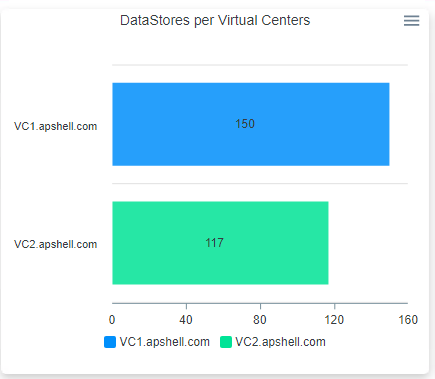 DataStores per Virtual Centers
VC1.apshell.com
150
VC2.apshell.com
117
0 40 80 120 160
VC1.apshell.com VC2.apshell.com